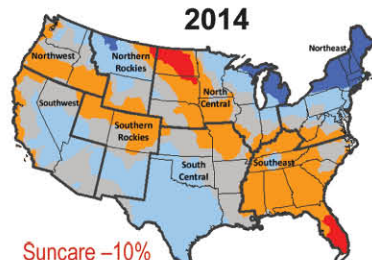 2014
Northwest
Northern
Rockies
Northeast
North
Central
Southwest
Southern
Rockies
South
Central
Southeast
Suncare –10%